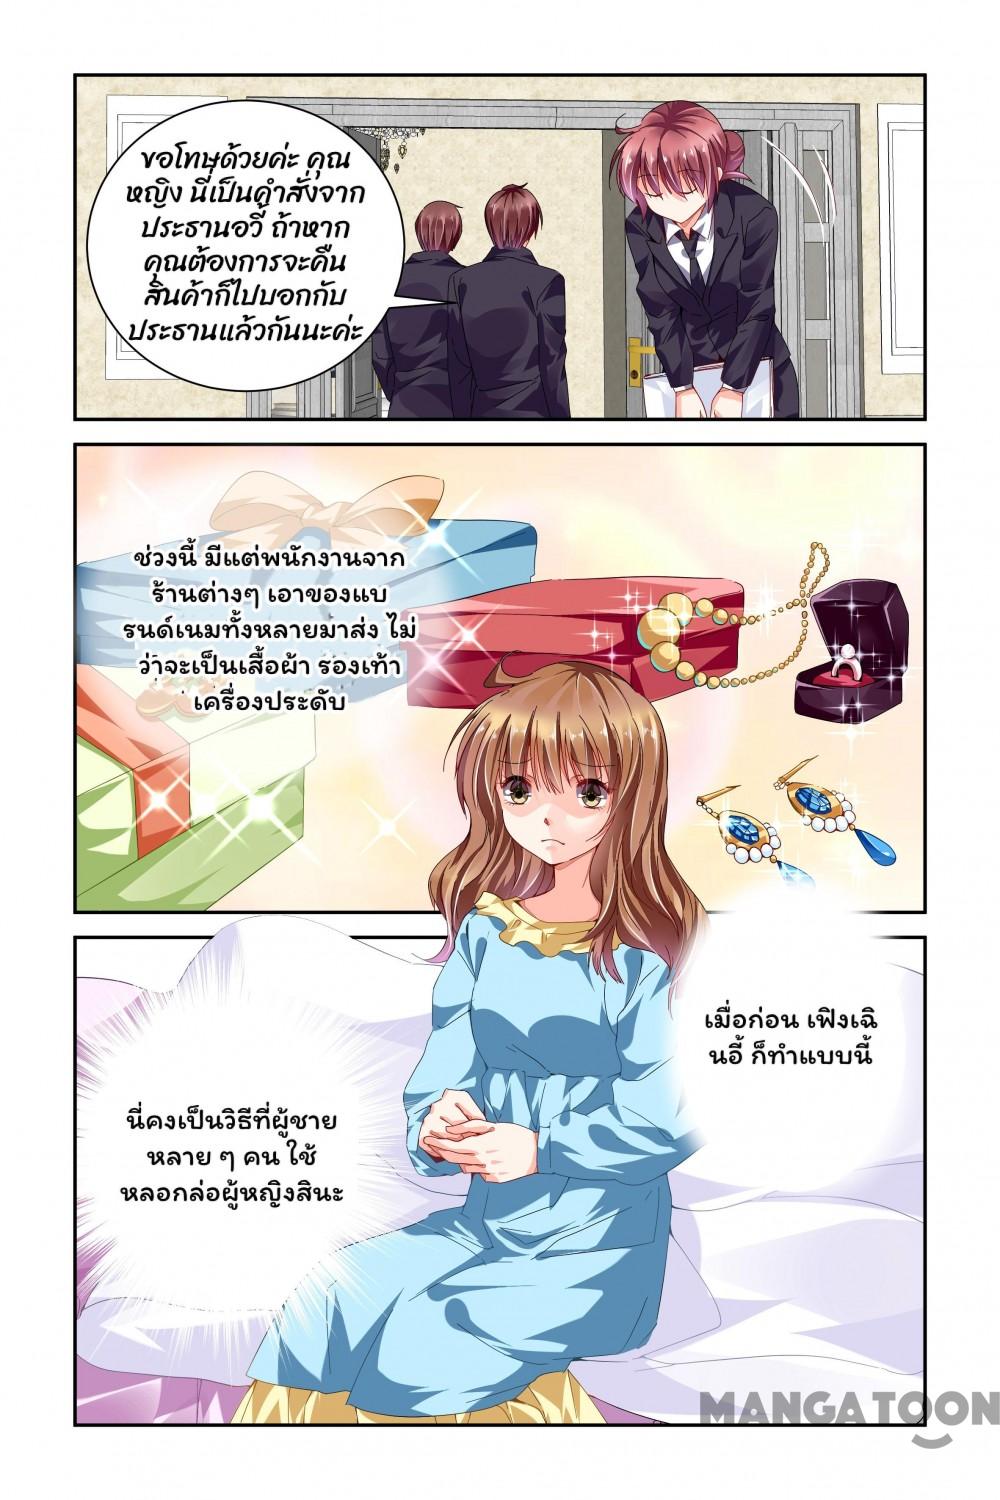 ขอโทษด้วยค่ะ คุณ
หญิง นี่เป็นคำสั่งจาก
ประธานอวี้ ถ้าหาก
คุณต้องการจะคืน
สินค้าก็ไปบอกกับ
ประธานแล้วกันนะค่ะ
ช่วงนี้ มีแต่พนักงานจาก
ร้านต่างๆ เอาของแบ
รนด์เนมทั้งหลายมาส่ง ไม่
ว่าจะเป็นเสื้อผ้า รองเท้า
เครื่องประดับ
เมื่อก่อน เฟิงเฉิ
นอี้ ก็ทำแบบนี้
นี่คงเป็นวิธีที่ผู้ชาย
หลาย ๆ คน ใช้
หลอกล่อผู้หญิงสินะ
MANGATOON